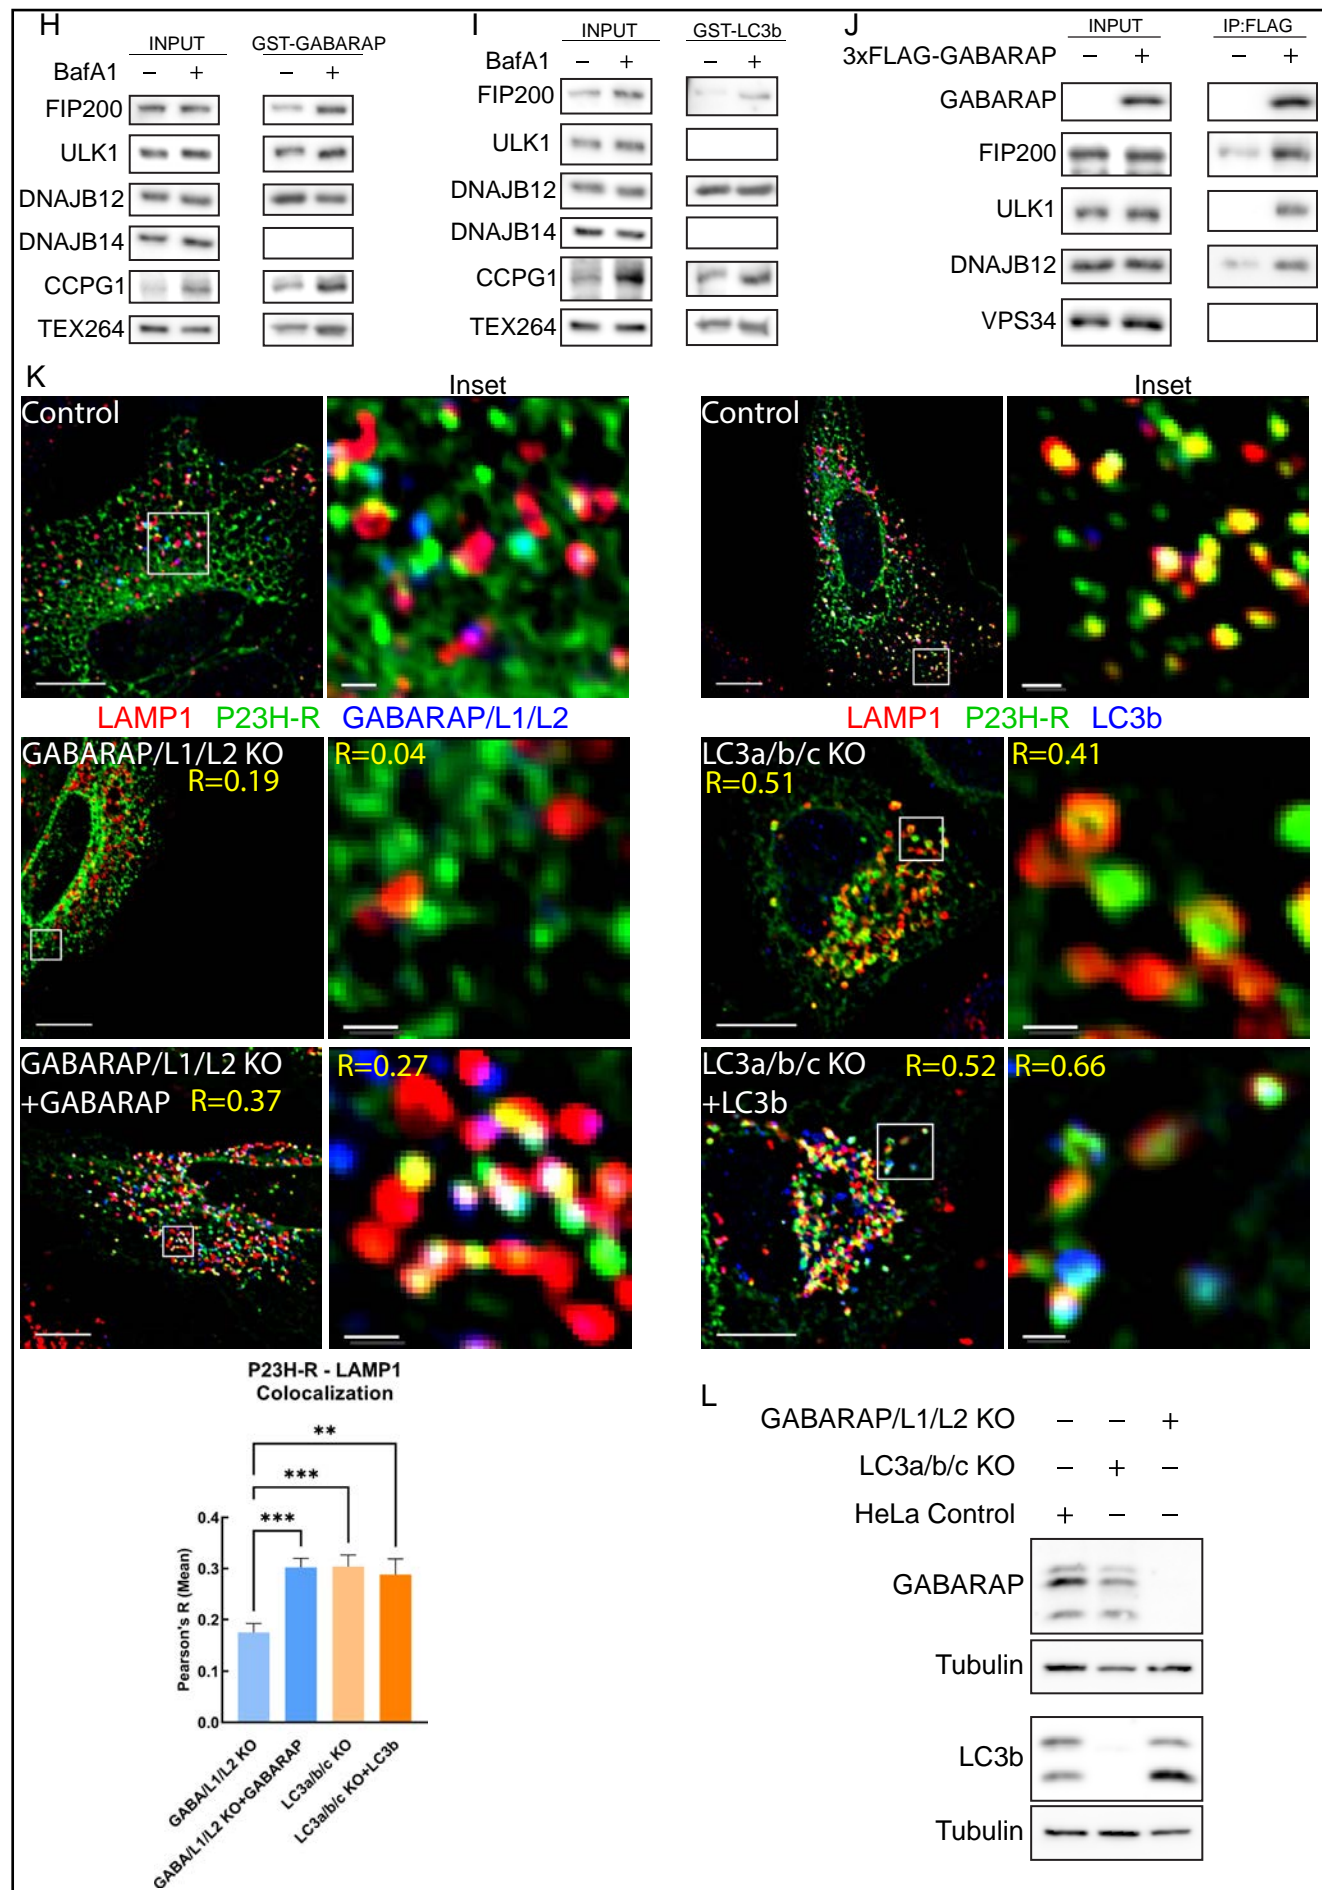 H
INPUT GST-GABARAP
BafA1 − + − +
FIP200
ULK1
DNAJB12
DNAJB14
CCPG1
TEX264
I
INPUT GST-LC3b
BafA1 − + − +
FIP200
ULK1
DNAJB12
DNAJB14
CCPG1
TEX264
J
INPUT IP:FLAG
3xFLAG-GABARAP − + − +
GABARAP
FIP200
ULK1
DNAJB12
VPS34
K
Inset
Control
Inset
Control
LAMP1 P23H-R GABARAP/L1/L2
LAMP1 P23H-R LC3b
GABARAP/L1/L2 KO
R=0.19
R=0.04
LC3a/b/c KO
R=0.51
R=0.41
GABARAP/L1/L2 KO
+GABARAP R=0.37
R=0.27
LC3a/b/c KO R=0.52
+LC3b
R=0.66
P23H-R - LAMP1
Colocalization
**
***
***
Pearson's R (Mean)
0.4
0.3
0.2
0.1
0.0
GABA/L1/L2 KO
GABA/L1/L2 KO+GABARAP
LC3a/b/c KO
LC3a/b/c KO+LC3b
L
GABARAP/L1/L2 KO − − +
LC3a/b/c KO − + −
HeLa Control + − −
GABARAP
Tubulin
LC3b
Tubulin